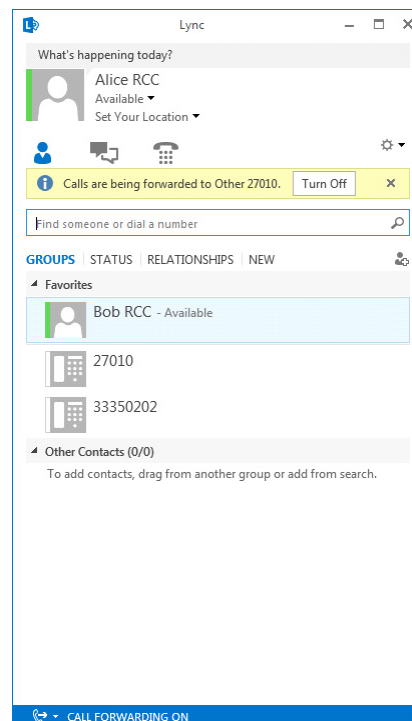 Lync
What's happening today?
Alice RCC
Available
Set Your Location
Calls are being forwarded to Other 27010. Turn Off
Find someone or dial a number
GROUPS STATUS RELATIONSHIPS NEW
Favorites
Bob RCC - Available
27010
33350202
Other Contacts (0/0)
To add contacts, drag from another group or add from search.
CALL FORWARDING ON